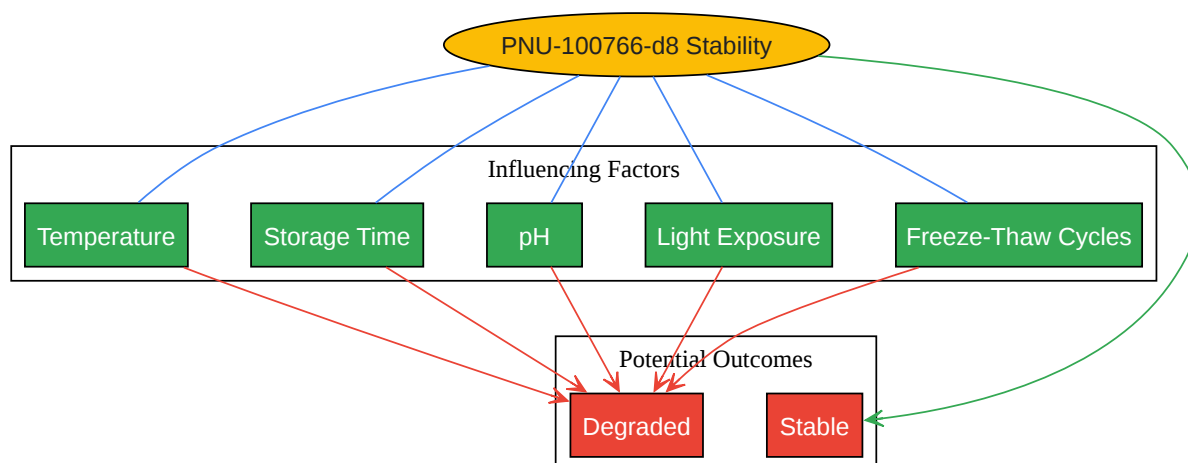 PNU-100766-d8 Stability
Influencing Factors
Temperature
Storage Time
pH
Light Exposure
Freeze-Thaw Cycles
Potential Outcomes
Degraded
Stable